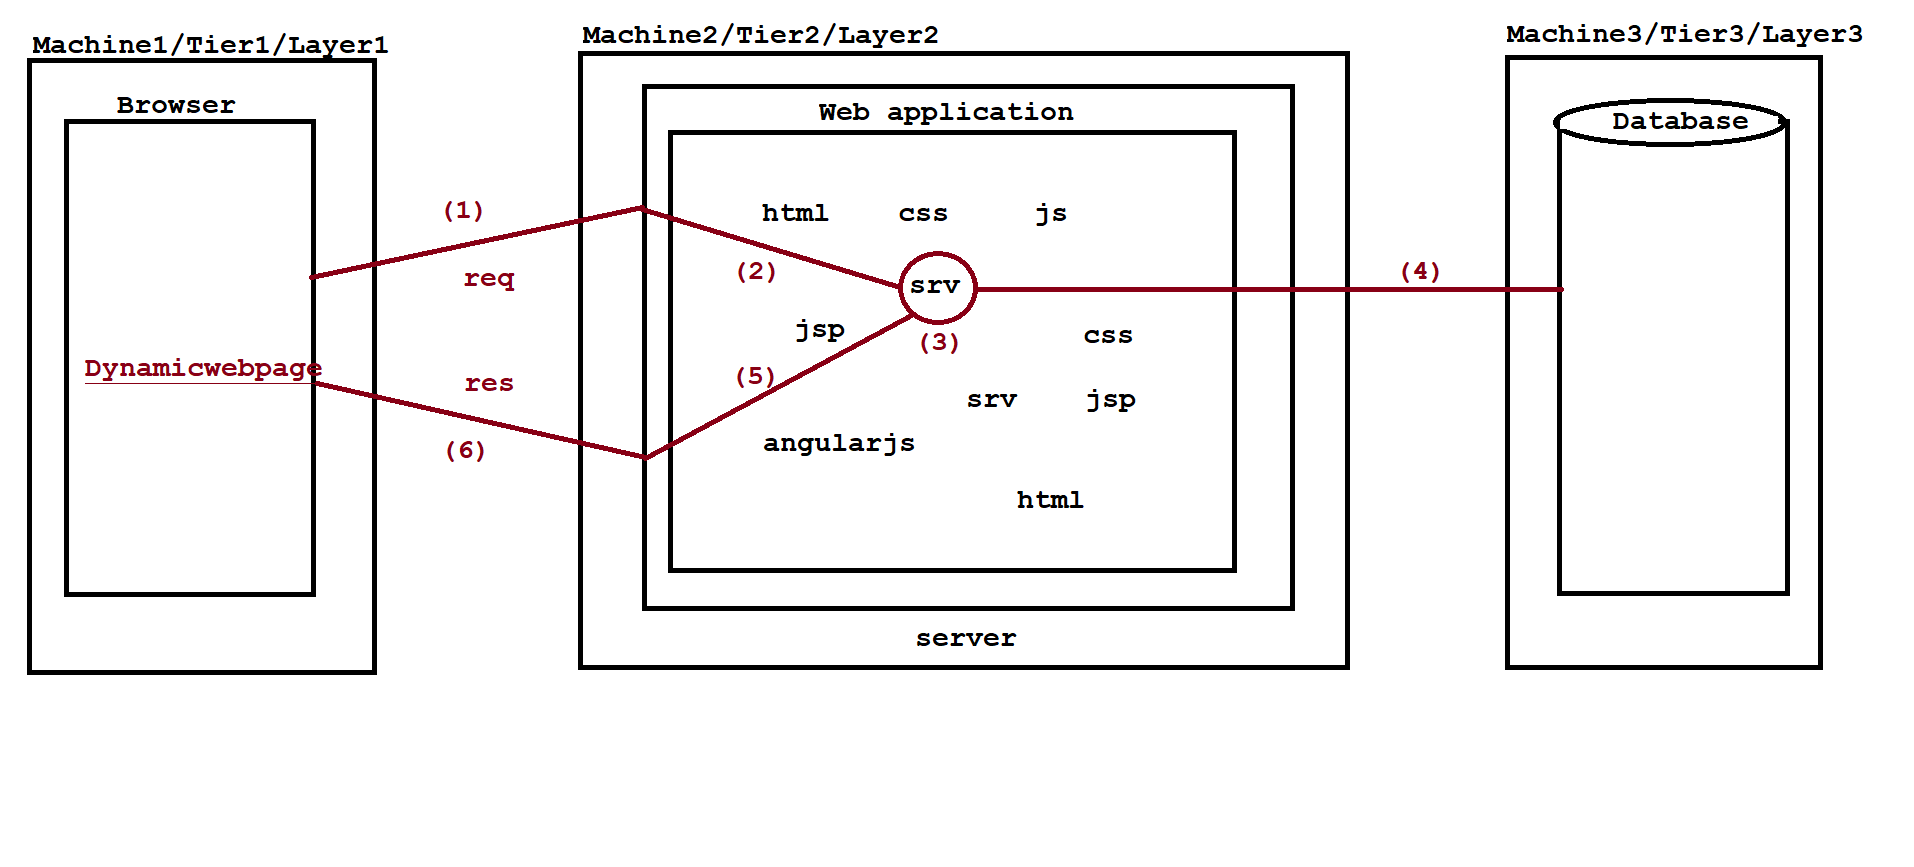 Machine1/Tier1/Layer1
Machine2/Tier2/Layer2
Machine3/Tier3/Layer3
Browser
Web application
Database
html css js
(1)
req
(2)
srv
(4)
jsp
(3)
css
Dynamicwebpage
res
(5)
srv jsp
(6)
angularjs
html
server